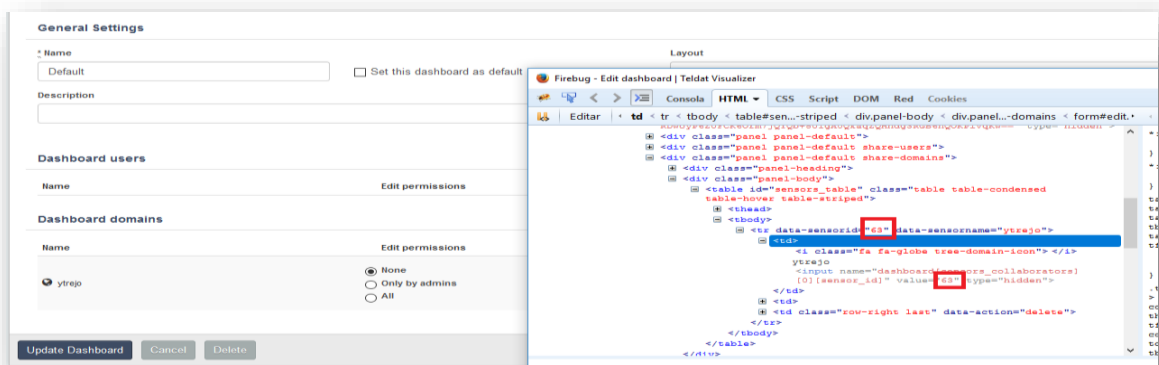 General Settings
* Name
Layout
Default
Set this dashboard as default
Description
Dashboard users
Name
Edit permissions
Dashboard domains
Name
Edit permissions
ytrejo
None
Only by admins
All
Update Dashboard
Cancel
Delete
Firebug - Edit dashboard | Teldat Visualizer
Consola HTML CSS Script DOM Red Cookies
Editar td < tr < tbody < table#sen...-striped < div.panel-body < div.panel...-domains < form#edit.
type="hidden">
<div class="panel panel-default">
<div class="panel panel-default share-users">
<div class="panel panel-default share-domains">
<div class="panel-heading">
<div class="panel-body">
<table id="sensors_table" class="table table-condensed
table-hover table-striped">
<thead>
<tbody>
<tr data-sensorid="63" data-sensorname="ytrejo">
<td>
<i class="fa fa-globe tree-domain-icon"></i>
ytrejo
<input name="dashboard[sensors_collaborators]
[0][sensor_id]" value="63" type="hidden">
</td>
<td>
<td class="row-right last" data-action="delete">
</tr>
</tbody>
</table>
</div>